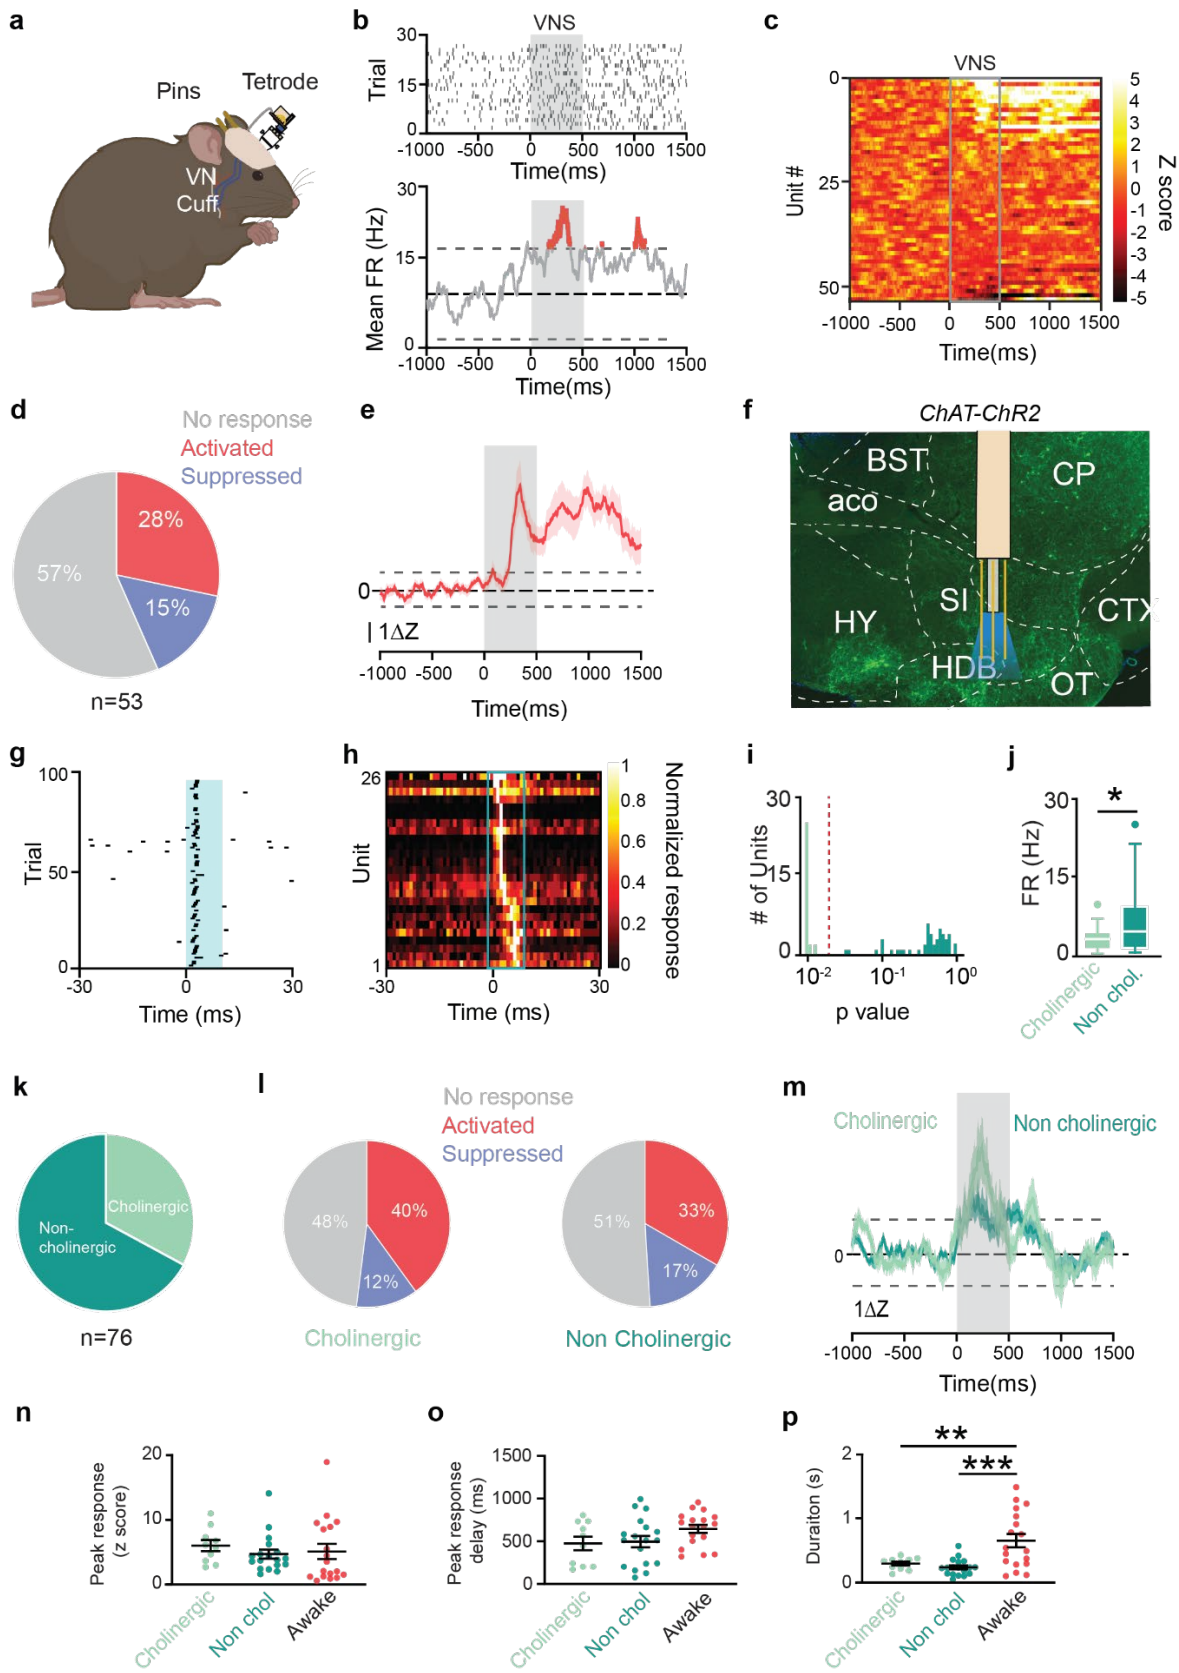 a
Pins
Tetrode
VN
Cuff
b
VNS
30
15
0
Trial
-1000 -500 0 500 1000 1500
Time(ms)
30
15
0
Mean FR (Hz)
-1000 -500 0 500 1000 1500
Time(ms)
c
VNS
0
25
50
Unit #
-1000 0 500 1000 1500
Time(ms)
5
4
3
2
1
0
-1
-2
-3
-4
-5
Z score
d
No response
Activated
Suppressed
28%
57%
15%
n=53
e
0
1ΔZ
-1000 -500 0 500 1000 1500
Time(ms)
f
ChAT-ChR2
BST
CP
aco
SI
CTX
HY
HDB
OT
g
100
50
0
Trial
-30 0 30
Time (ms)
h
26
1
Unit
-30 0 30
Time (ms)
1
0.8
0.6
0.4
0.2
0
Normalized response
i
30
15
0
# of Units
10-2 10-1 100
p value
j
*
30
15
0
FR (Hz)
Cholinergic
Non chol.
k
Cholinergic
Non-
cholinergic
n=76
l
No response
Activated
Suppressed
48%
40%
12%
Cholinergic
51%
33%
17%
Non Cholinergic
m
Cholinergic
Non cholinergic
0
1ΔZ
-1000 -500 0 500 1000 1500
Time(ms)
n
20
10
0
Peak response
(z score)
Cholinergic
Non chol
Awake
o
1500
1000
500
0
Peak response
delay (ms)
Cholinergic
Non chol
Awake
p
**
***
2
1
0
Duraiton (s)
Cholinergic
Non chol
Awake